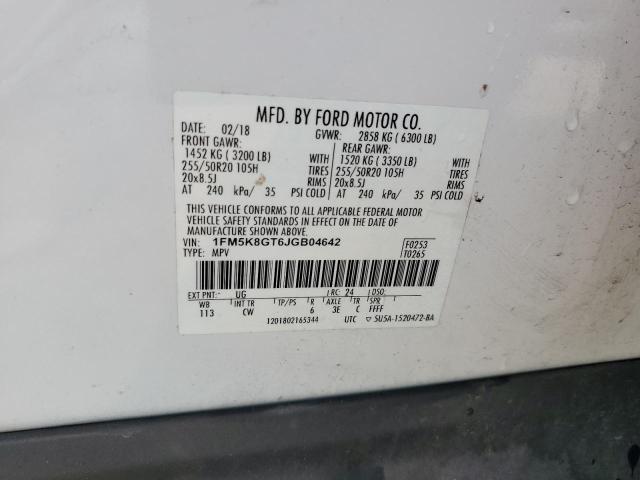 MFD. BY FORD MOTOR CO.
DATE: 02/18 GVWR: 2858 KG ( 6300 LB)
FRONT GAWR: REAR GAWR:
1452 KG ( 3200 LB) WITH 1520 KG ( 3350 LB) WITH
255/50R20 105H TIRES 255/50R20 105H TIRES
20x8.5J RIMS 20x8.5J RIMS
AT 240 kPa/ 35 PSI COLD AT 240 kPa/ 35 PSI COLD
THIS VEHICLE CONFORMS TO ALL APPLICABLE FEDERAL MOTOR
VEHICLE SAFETY STANDARDS IN EFFECT ON THE DATE OF
MANUFACTURE SHOWN ABOVE.
VIN: 1FM5K8GT6JGB04642 F0253
TYPE: MPV T0265
EXT PNT:- UG RC: 24 DSO:
WB INT TR TP/PS R AXLE TR SPR
113 CW 6 3E C FFFF
1201802165344 UTC ▽ SU5A-1520472-BA